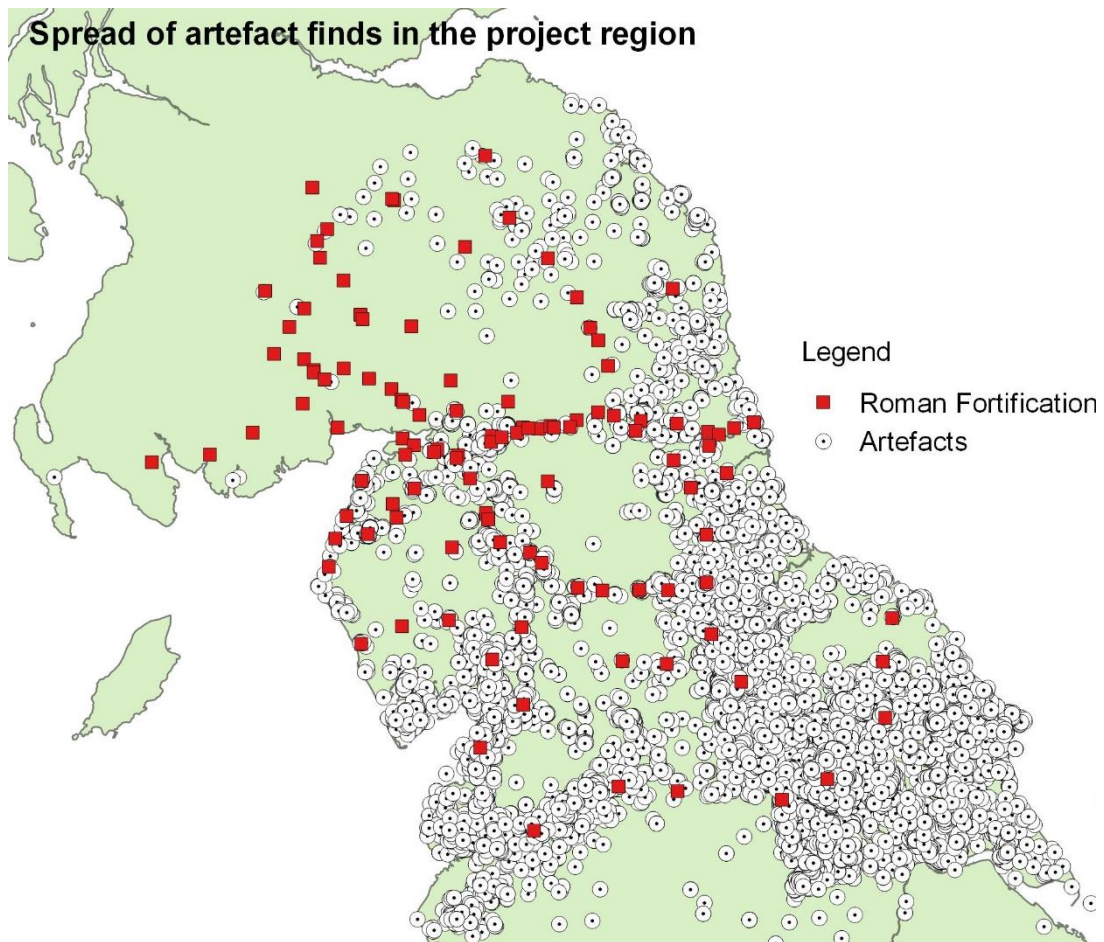 Spread of artefact finds in the project region
Legend
Roman Fortification
Artefacts